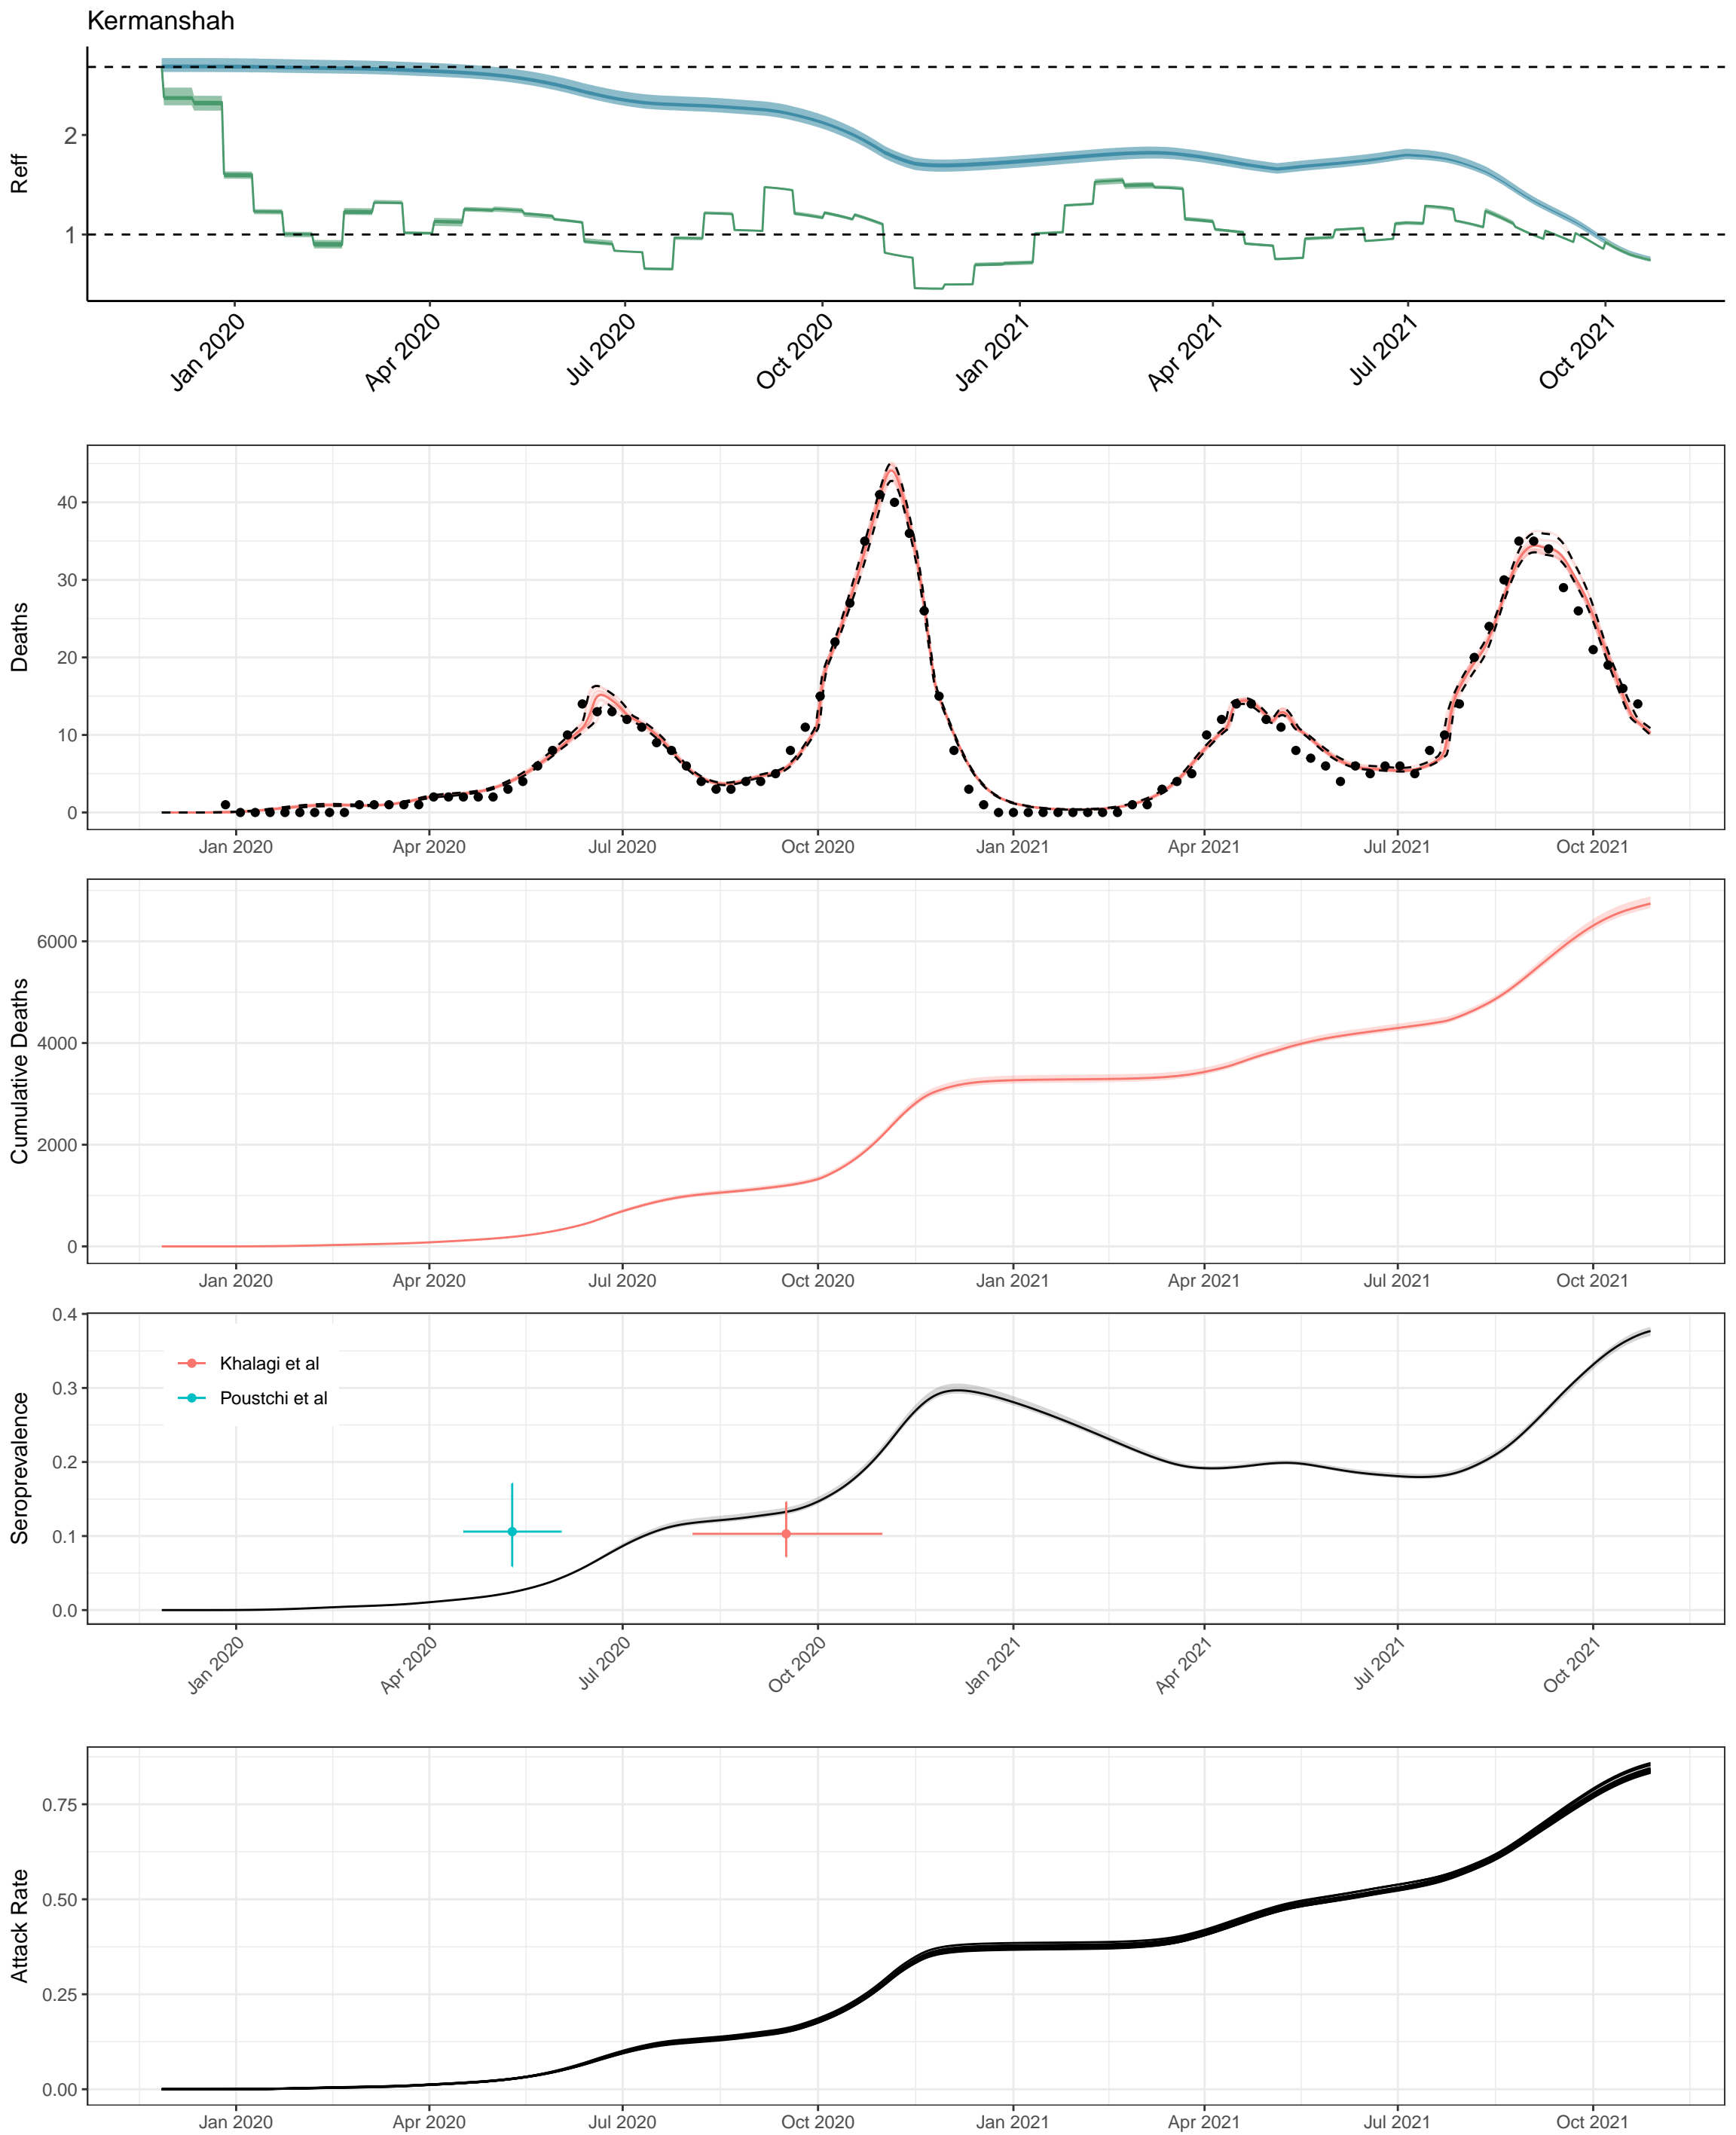 Kermanshah
Reff
2
1
Jan 2020
Apr 2020
Jul 2020
Oct 2020
Jan 2021
Apr 2021
Jul 2021
Oct 2021
Deaths
40
30
20
10
0
Jan 2020
Apr 2020
Jul 2020
Oct 2020
Jan 2021
Apr 2021
Jul 2021
Oct 2021
Cumulative Deaths
6000
4000
2000
0
Jan 2020
Apr 2020
Jul 2020
Oct 2020
Jan 2021
Apr 2021
Jul 2021
Oct 2021
Seroprevalence
0.4
0.3
0.2
0.1
0.0
Khalagi et al
Poustchi et al
Jan 2020
Apr 2020
Jul 2020
Oct 2020
Jan 2021
Apr 2021
Jul 2021
Oct 2021
Attack Rate
0.75
0.50
0.25
0.00
Jan 2020
Apr 2020
Jul 2020
Oct 2020
Jan 2021
Apr 2021
Jul 2021
Oct 2021